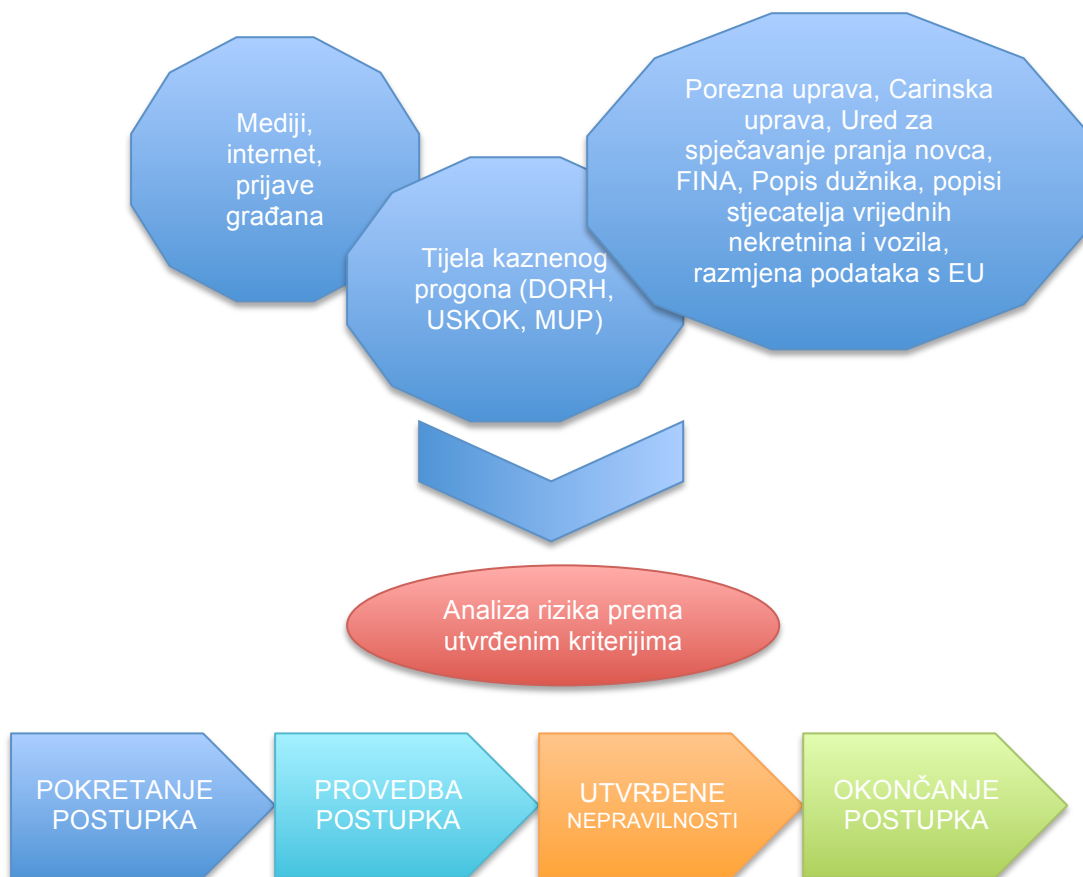 Mediji,
internet,
prijave
građana
Tijela kaznenog
progona (DORH,
USKOK, MUP)
Porezna uprava, Carinska
uprava, Ured za
spječavanje pranja novca,
FINA, Popis dužnika, popisi
stjecatelja vrijednih
nekretnina i vozila,
razmjena podataka s EU
Analiza rizika prema
utvrđenim kriterijima
POKRETANJE
POSTUPKA
PROVEDBA
POSTUPKA
UTVRĐENE
NEPRAVILNOSTI
OKONČANJE
POSTUPKA